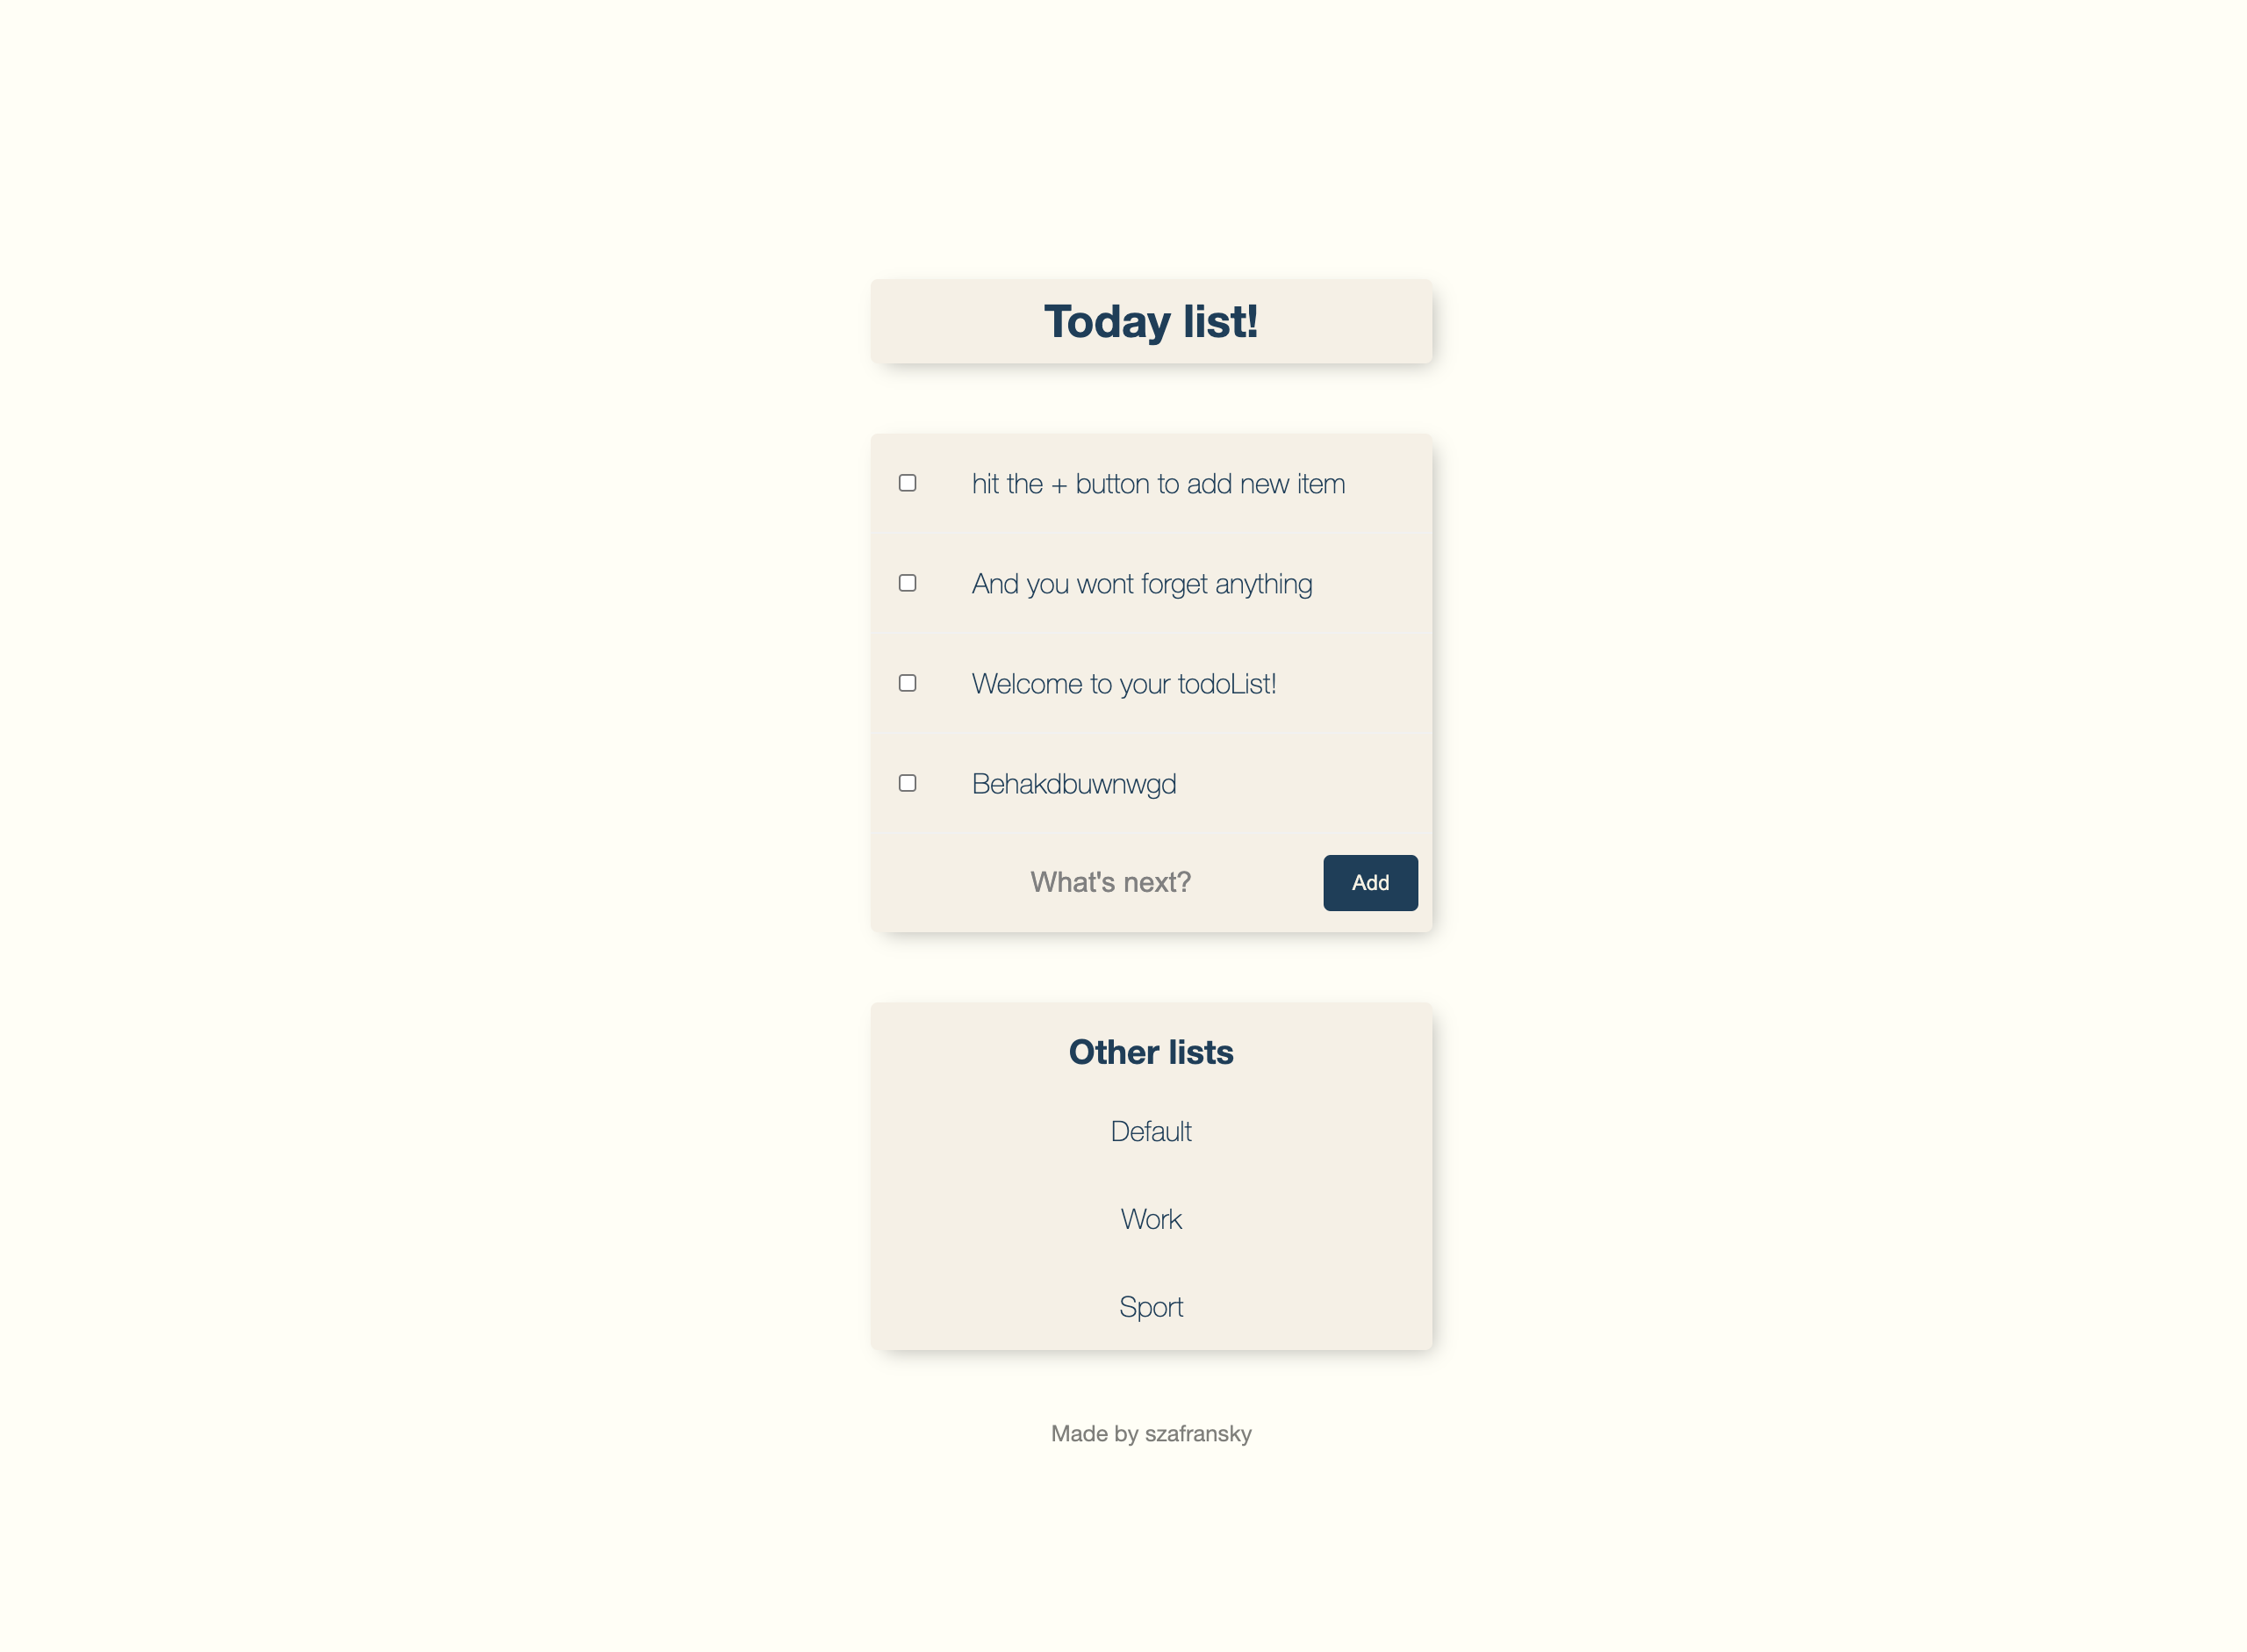 Today list!
hit the + button to add new item
And you wont forget anything
Welcome to your todoList!
Behakdbuwnwgd
What's next?
Add
Other lists
Default
Work
Sport
Made by szafransky